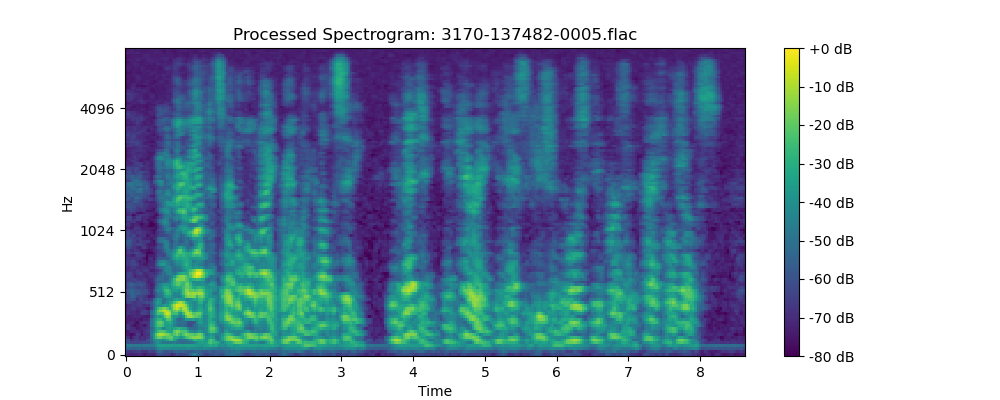 Processed Spectrogram: 3170-137482-0005.flac
Hz
4096
2048
1024
512
0
0 1 2 3 4 5 6 7 8
Time
+0 dB
-10 dB
-20 dB
-30 dB
-40 dB
-50 dB
-60 dB
-70 dB
-80 dB